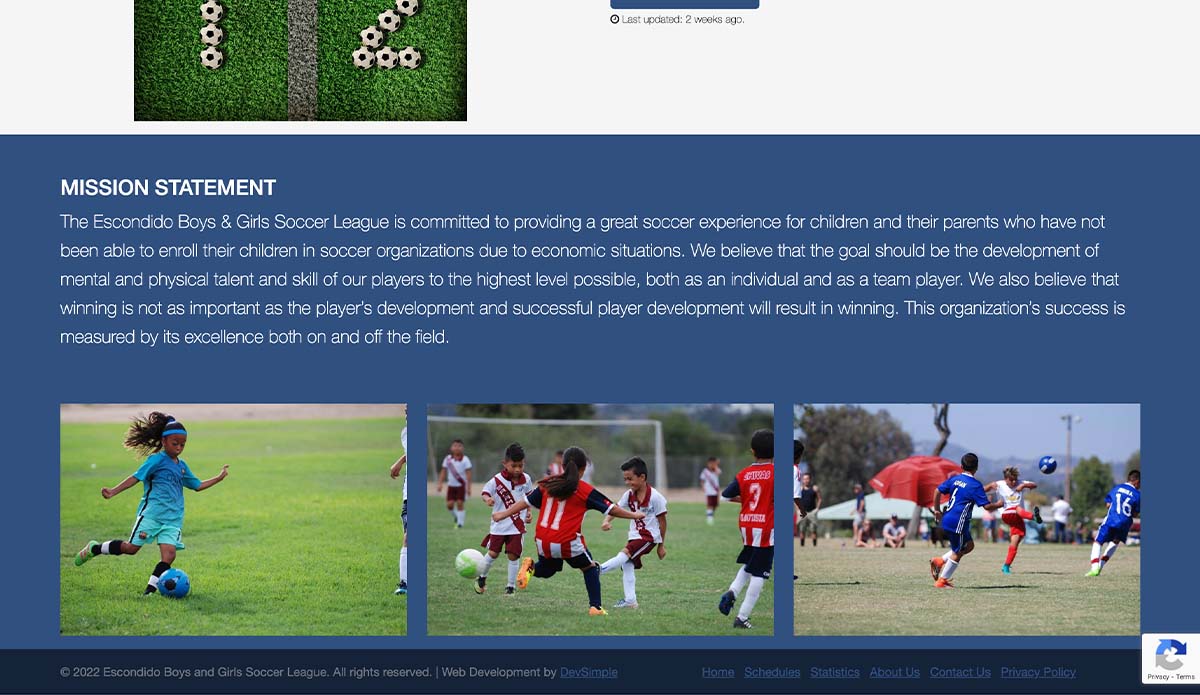 Last updated: 2 weeks ago.
MISSION STATEMENT
The Escondido Boys & Girls Soccer League is committed to providing a great soccer experience for children and their parents who have not
been able to enroll their children in soccer organizations due to economic situations. We believe that the goal should be the development of
mental and physical talent and skill of our players to the highest level possible, both as an individual and as a team player. We also believe that
winning is not as important as the player's development and successful player development will result in winning. This organization's success is
measured by its excellence both on and off the field.
11
CHIVAS
3
16
© 2022 Escondido Boys and Girls Soccer League. All rights reserved. | Web Development by DevSimple
Home Schedules Statistics About Us Contact Us Privacy Policy
Privacy - Terms